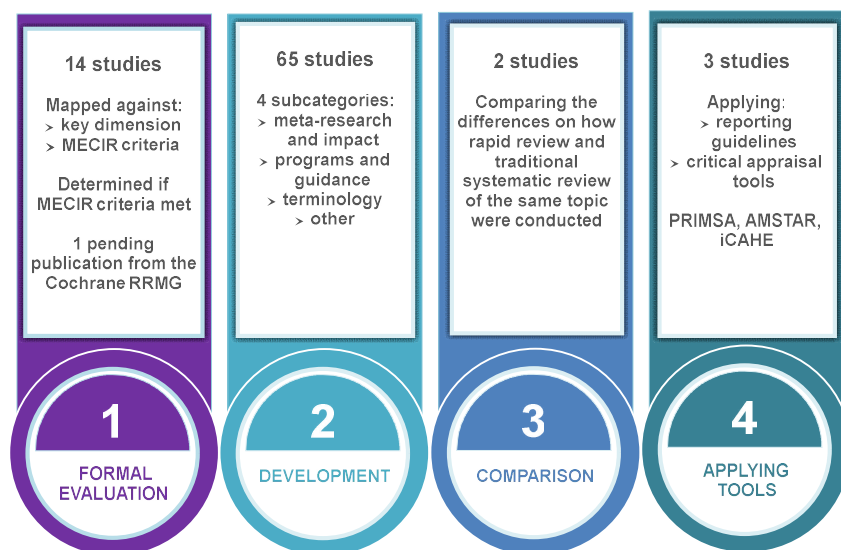 14 studies
Mapped against:
➢ key dimension
➢ MECIR criteria
Determined if
MECIR criteria met
1 pending
publication from the
Cochrane RRMG
1
FORMAL
EVALUATION
65 studies
4 subcategories:
➢ meta-research
and impact
➢ programs and
guidance
➢ terminology
➢ other
2
DEVELOPMENT
2 studies
Comparing the
differences on how
rapid review and
traditional
systematic review
of the same topic
were conducted
3
COMPARISON
3 studies
Applying:
➢ reporting
guidelines
➢ critical appraisal
tools
PRIMSA, AMSTAR,
iCAHE
4
APPLYING
TOOLS